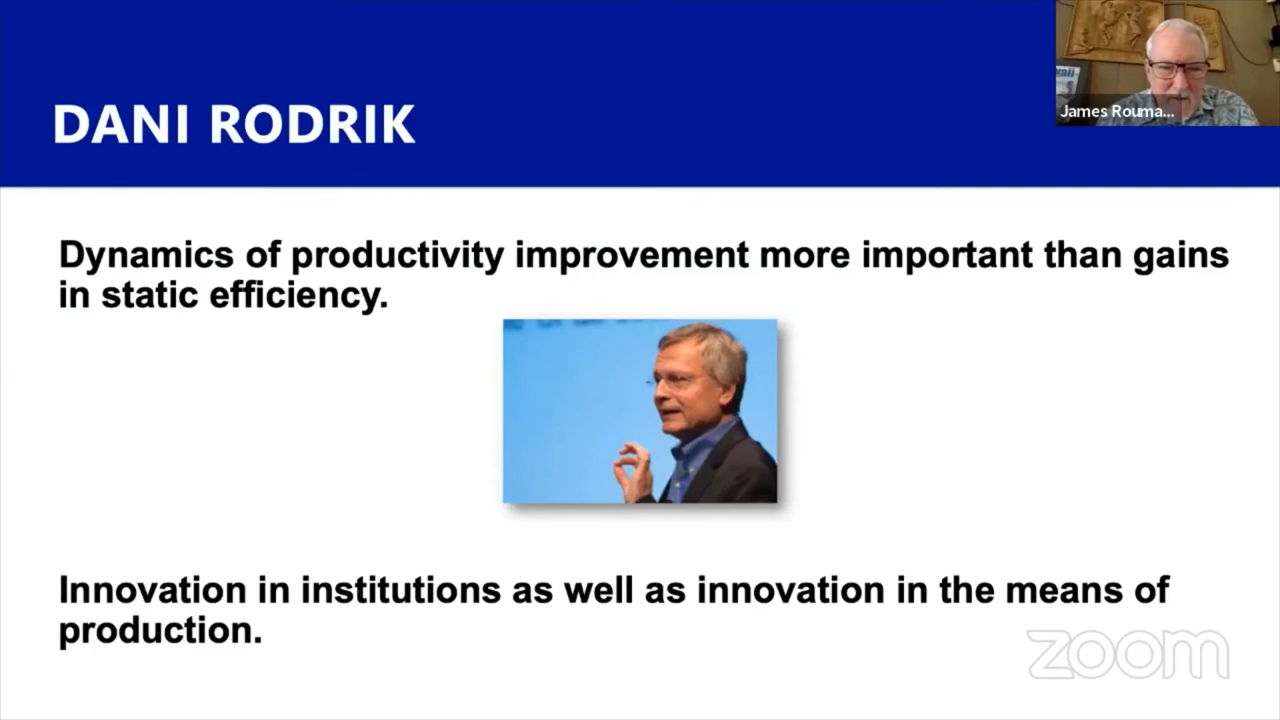 DANI RODRIK
James Rouma...
Dynamics of productivity improvement more important than gains
in static efficiency.
Innovation in institutions as well as innovation in the means of
production.
zoom